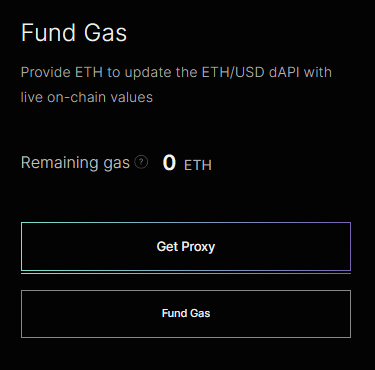 Fund Gas
Provide ETH to update the ETH/USD dAPI with
live on-chain values
Remaining gas ? 0 ETH
Get Proxy
Fund Gas